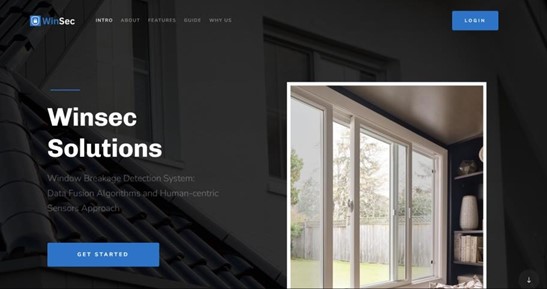 WinSec
INTRO ABOUT FEATURES GUIDE WHY US
LOGIN
Winsec
Solutions
Window Breakage Detection System:
Data Fusion Algorithms and Human-centric
Sensors Approach
GET STARTED